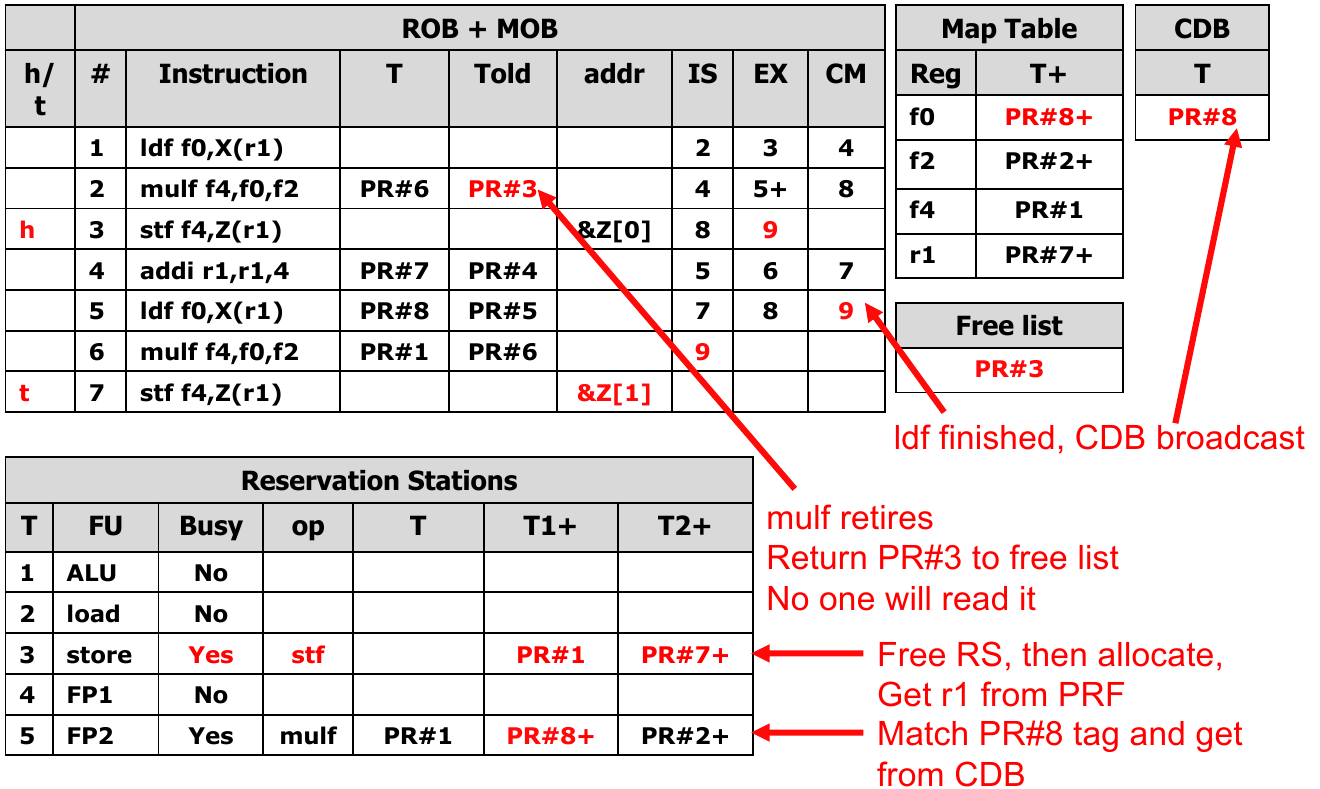 ROB + MOB
h/t # Instruction T Told addr IS EX CM
1 ldf f0,X(r1) 2 3 4
2 mulf f4,f0,f2 PR#6 PR#3 4 5+ 8
h 3 stf f4,Z(r1) &Z[0] 8 9
4 addi r1,r1,4 PR#7 PR#4 5 6 7
5 ldf f0,X(r1) PR#8 PR#5 7 8 9
6 mulf f4,f0,f2 PR#1 PR#6 9
t 7 stf f4,Z(r1) &Z[1]
Map Table
Reg T+
f0 PR#8+
f2 PR#2+
f4 PR#1
r1 PR#7+
CDB
T
PR#8
Free list
PR#3
ldf finished, CDB broadcast
Reservation Stations
T FU Busy op T T1+ T2+
1 ALU No
2 load No
3 store Yes stf PR#1 PR#7+
4 FP1 No
5 FP2 Yes mulf PR#1 PR#8+ PR#2+
mulf retires
Return PR#3 to free list
No one will read it
Free RS, then allocate,
Get r1 from PRF
Match PR#8 tag and get
from CDB